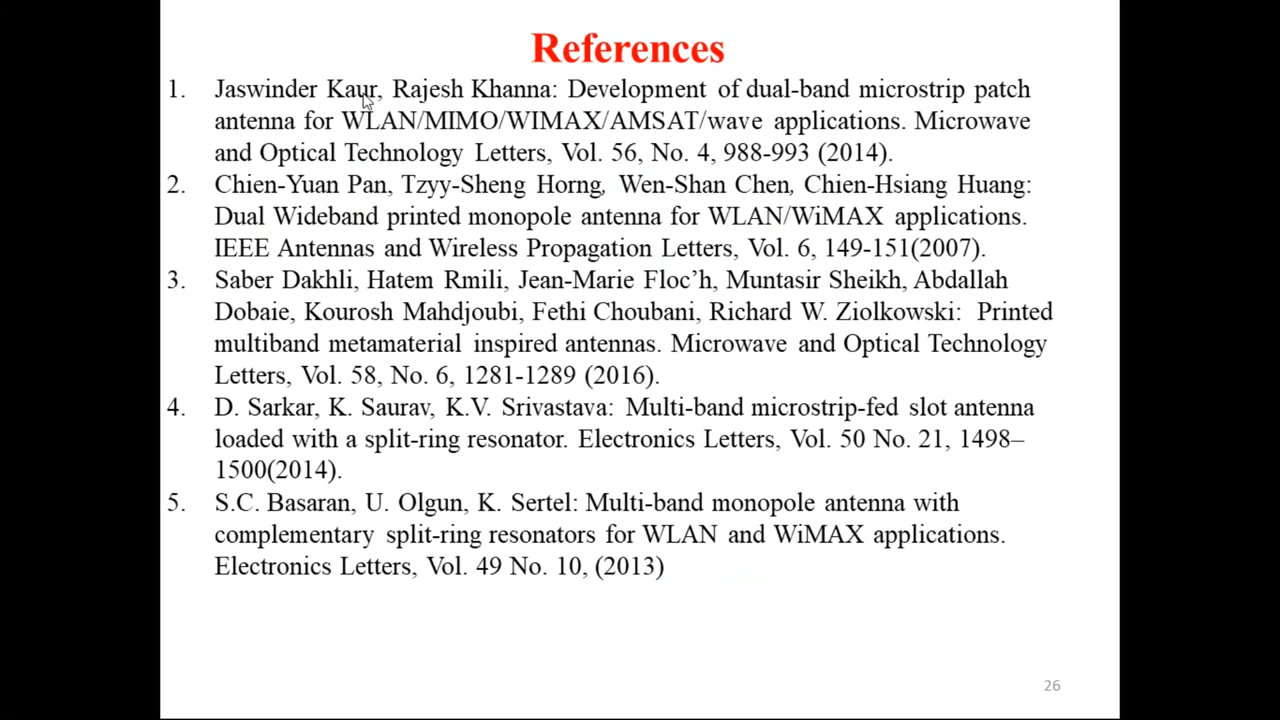 References
1. Jaswinder Kaur, Rajesh Khanna: Development of dual-band microstrip patch
antenna for WLAN/MIMO/WIMAX/AMSAT/wave applications. Microwave
and Optical Technology Letters, Vol. 56, No. 4, 988-993 (2014).
2. Chien-Yuan Pan, Tzyy-Sheng Horng, Wen-Shan Chen, Chien-Hsiang Huang:
Dual Wideband printed monopole antenna for WLAN/WiMAX applications.
IEEE Antennas and Wireless Propagation Letters, Vol. 6, 149-151(2007).
3. Saber Dakhli, Hatem Rmili, Jean-Marie Floc’h, Muntasir Sheikh, Abdallah
Dobaie, Kourosh Mahdjoubi, Fethi Choubani, Richard W. Ziolkowski: Printed
multiband metamaterial inspired antennas. Microwave and Optical Technology
Letters, Vol. 58, No. 6, 1281-1289 (2016).
4. D. Sarkar, K. Saurav, K.V. Srivastava: Multi-band microstrip-fed slot antenna
loaded with a split-ring resonator. Electronics Letters, Vol. 50 No. 21, 1498–
1500(2014).
5. S.C. Basaran, U. Olgun, K. Sertel: Multi-band monopole antenna with
complementary split-ring resonators for WLAN and WiMAX applications.
Electronics Letters, Vol. 49 No. 10, (2013)
26